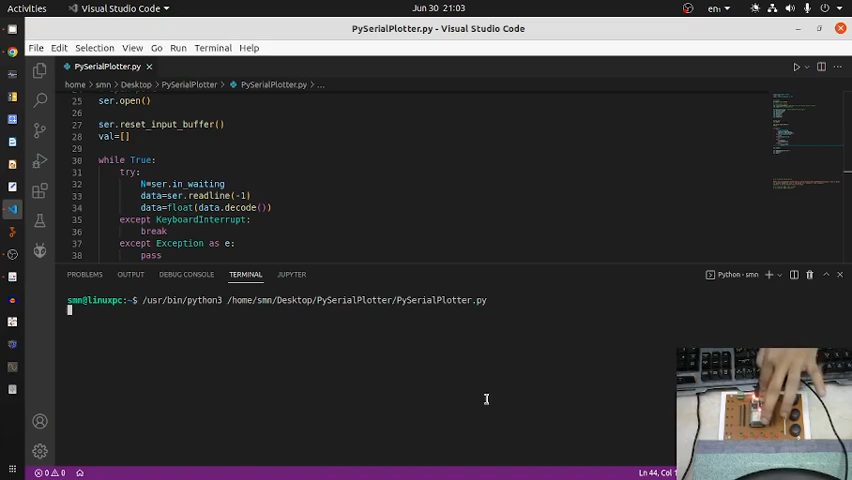 Activities
Visual Studio Code
Jun 30 21:03
en₁
PySerialPlotter.py - Visual Studio Code
File Edit Selection View Go Run Terminal Help
PySerialPlotter.py
home > smn > Desktop > PySerialPlotter > PySerialPlotter.py > ...
25 ser.open()
26
27 ser.reset_input_buffer()
28 val=[]
29
30 while True:
31 try:
32 N=ser.in_waiting
33 data=ser.readline(-1)
34 data=float(data.decode())
35 except KeyboardInterrupt:
36 break
37 except Exception as e:
38 pass
PROBLEMS OUTPUT DEBUG CONSOLE TERMINAL JUPYTER
Python - smn
smn@linuxpc:~$ /usr/bin/python3 /home/smn/Desktop/PySerialPlotter/PySerialPlotter.py
0 0
Ln 44, col